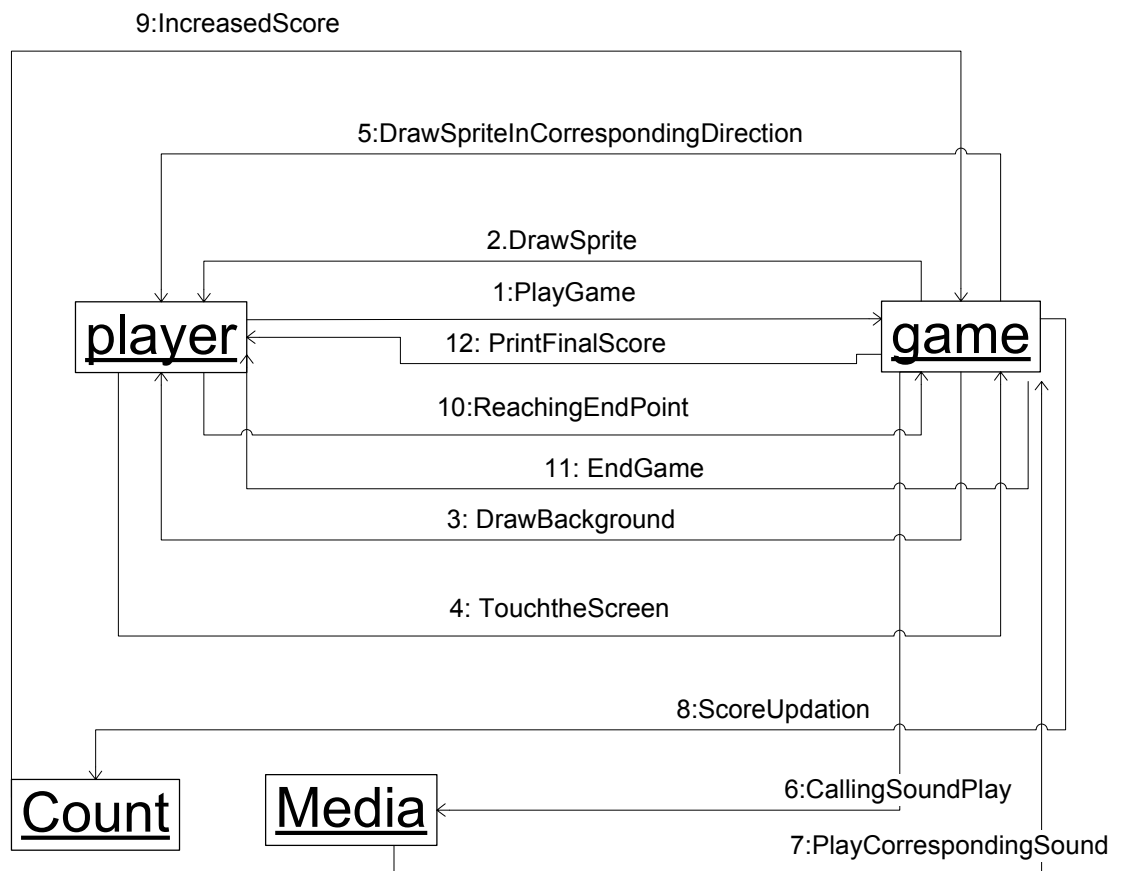 9:IncreasedScore
5:DrawSpriteInCorrespondingDirection
2.DrawSprite
1:PlayGame
player
12: PrintFinalScore
game
10:ReachingEndPoint
11: EndGame
3: DrawBackground
4: TouchtheScreen
8:ScoreUpdation
Count
Media
6:CallingSoundPlay
7:PlayCorrespondingSound